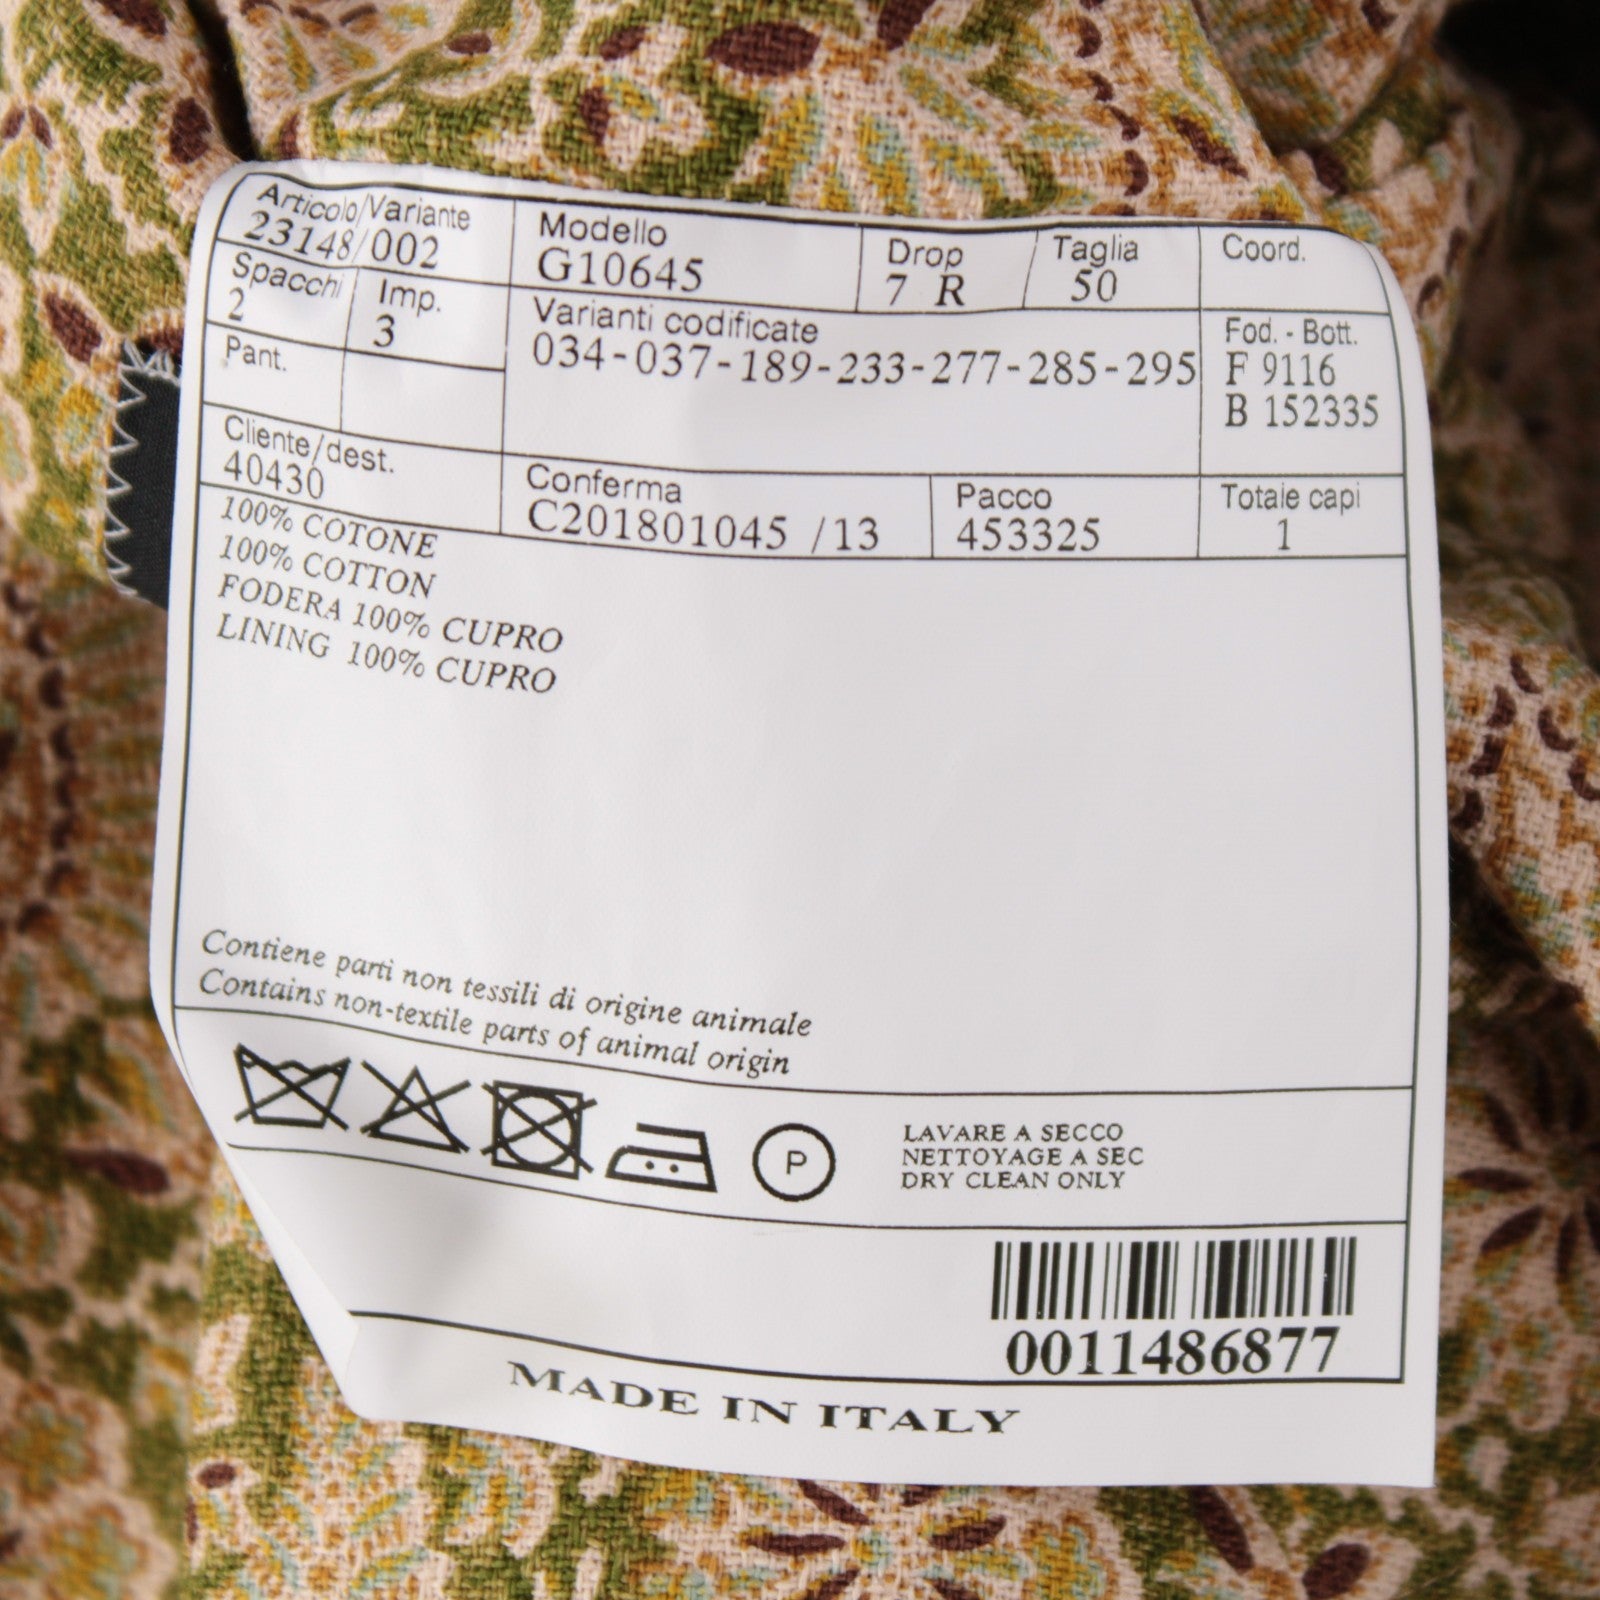 Articolo/Variante
23148/002
Modello
G10645
Drop
7 R
Taglia
50
Coord.
Spacchi
2
Imp.
3
Varianti codificate
034-037-189-233-277-285-295
Fod. - Bott.
F 9116
B 152335
Pant.
Cliente/dest.
40430
Conferma
C201801045 /13
Pacco
453325
Totale capi
1
100% COTONE
100% COTTON
FODERA 100% CUPRO
LINING 100% CUPRO
Contiene parti non tessili di origine animale
Contains non-textile parts of animal origin
P
LAVARE A SECCO
NETTOYAGE A SEC
DRY CLEAN ONLY
0011486877
MADE IN ITALY